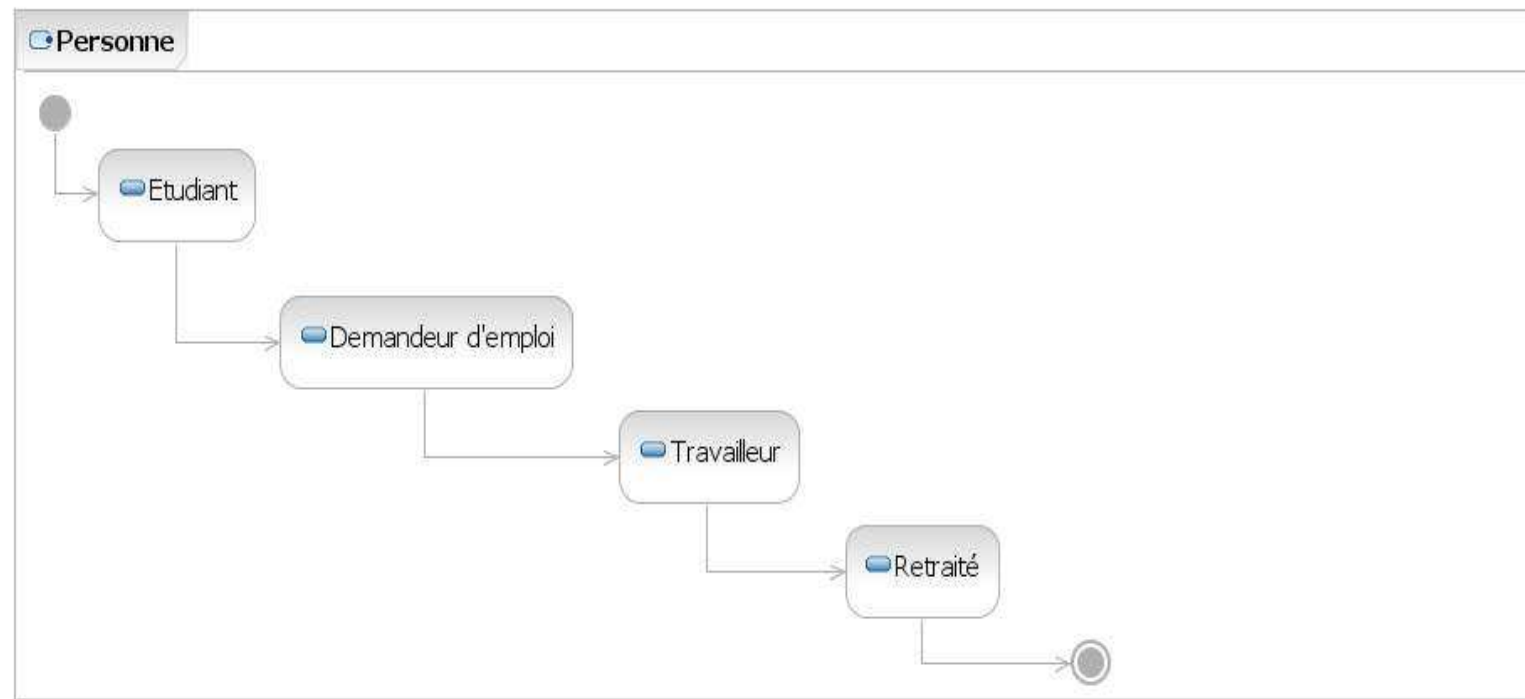 Personne
Etudiant
Demandeur d'emploi
Travailleur
Retraité